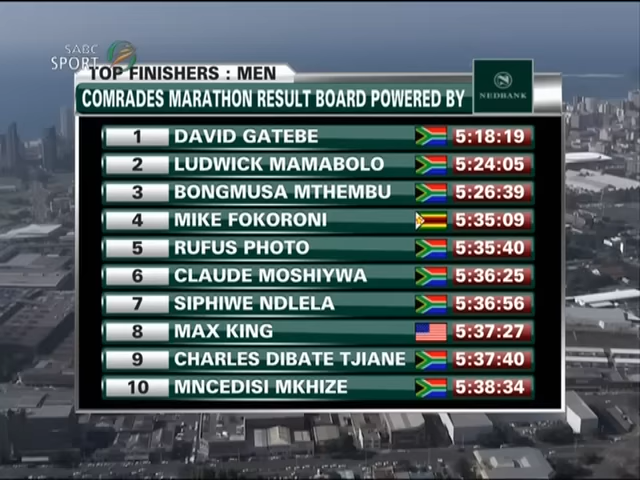 SABC
SPORT
TOP FINISHERS : MEN
COMRADES MARATHON RESULT BOARD POWERED BY
NEDBANK
1 DAVID GATEBE 5:18:19
2 LUDWICK MAMABOLO 5:24:05
3 BONGMUSA MTHEMBU 5:26:39
4 MIKE FOKORONI 5:35:09
5 RUFUS PHOTO 5:35:40
6 CLAUDE MOSHIYWA 5:36:25
7 SIPHIWE NDLELA 5:36:56
8 MAX KING 5:37:27
9 CHARLES DIBATE TJIANE 5:37:40
10 MNCEDISI MKHIZE 5:38:34